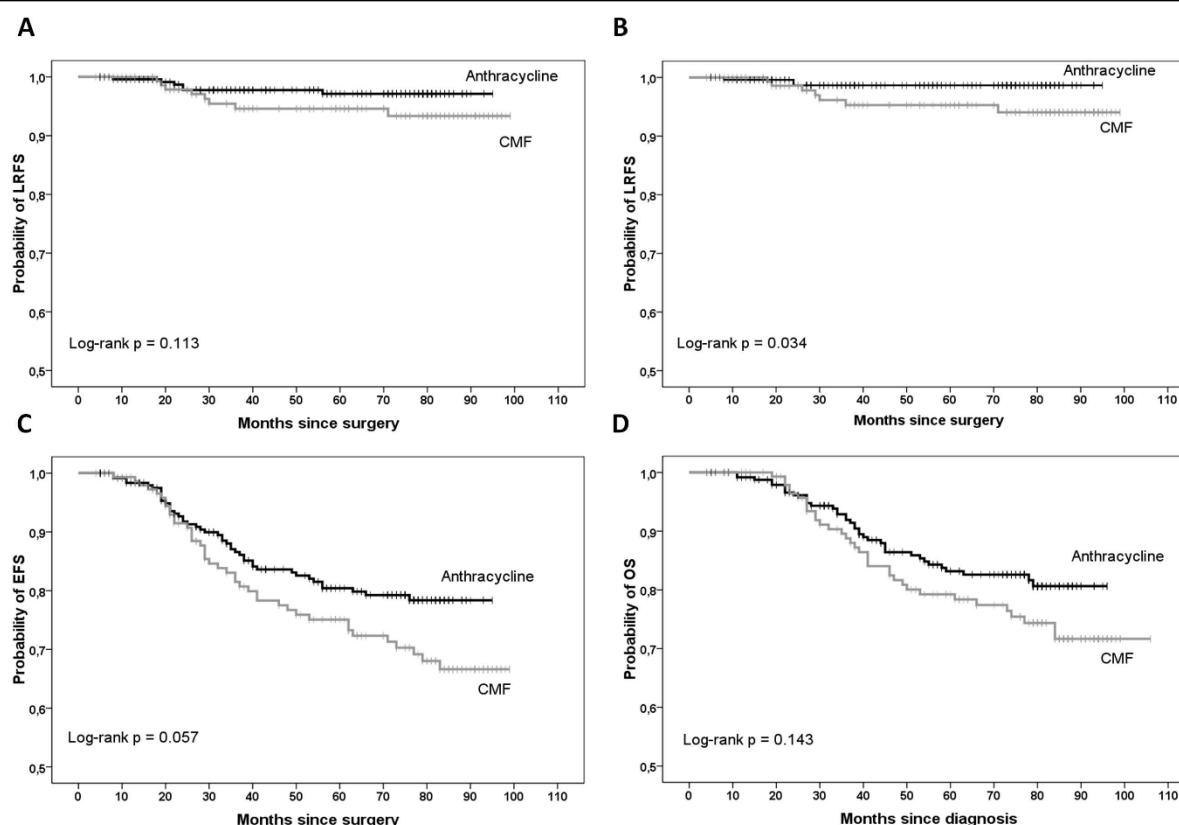 A
Probability of LRFS
1,0
0,9
0,8
0,7
0,6
0,5
Anthracycline
CMF
Log-rank p = 0.113
0 10 20 30 40 50 60 70 80 90 100 110
Months since surgery
B
Probability of LRFS
1,0
0,9
0,8
0,7
0,6
0,5
Anthracycline
CMF
Log-rank p = 0.034
0 10 20 30 40 50 60 70 80 90 100 110
Months since surgery
C
Probability of EFS
1,0
0,9
0,8
0,7
0,6
0,5
Anthracycline
CMF
Log-rank p = 0.057
0 10 20 30 40 50 60 70 80 90 100 110
Months since surgery
D
Probability of OS
1,0
0,9
0,8
0,7
0,6
0,5
Anthracycline
CMF
Log-rank p = 0.143
0 10 20 30 40 50 60 70 80 90 100 110
Months since diagnosis